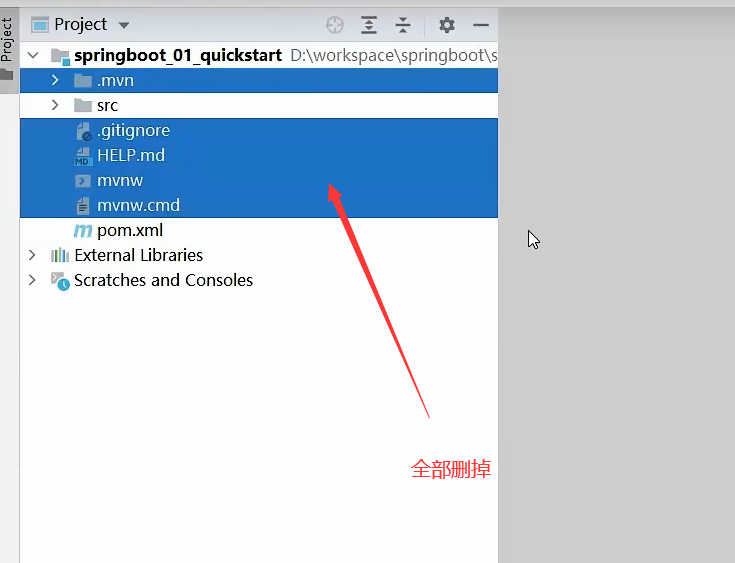 Project
Project
springboot_01_quickstart D:\workspace\springboot\s
.mvn
src
.gitignore
HELP.md
MD
mvnw
mvnw.cmd
m pom.xml
External Libraries
Scratches and Consoles
全部删掉